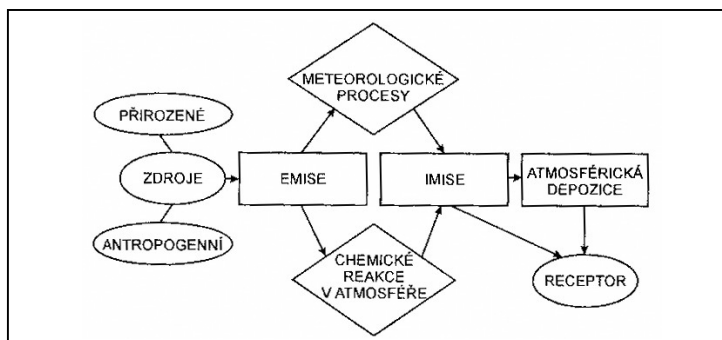 METEOROLOGICKÉ
PROCESY
PŘIROZENÉ
ZDROJE
EMISE
IMISE
ATMOSFÉRICKÁ
DEPOZICE
ANTROPOGENNÍ
CHEMICKÉ
REAKCE
V ATMOSFÉŘE
RECEPTOR